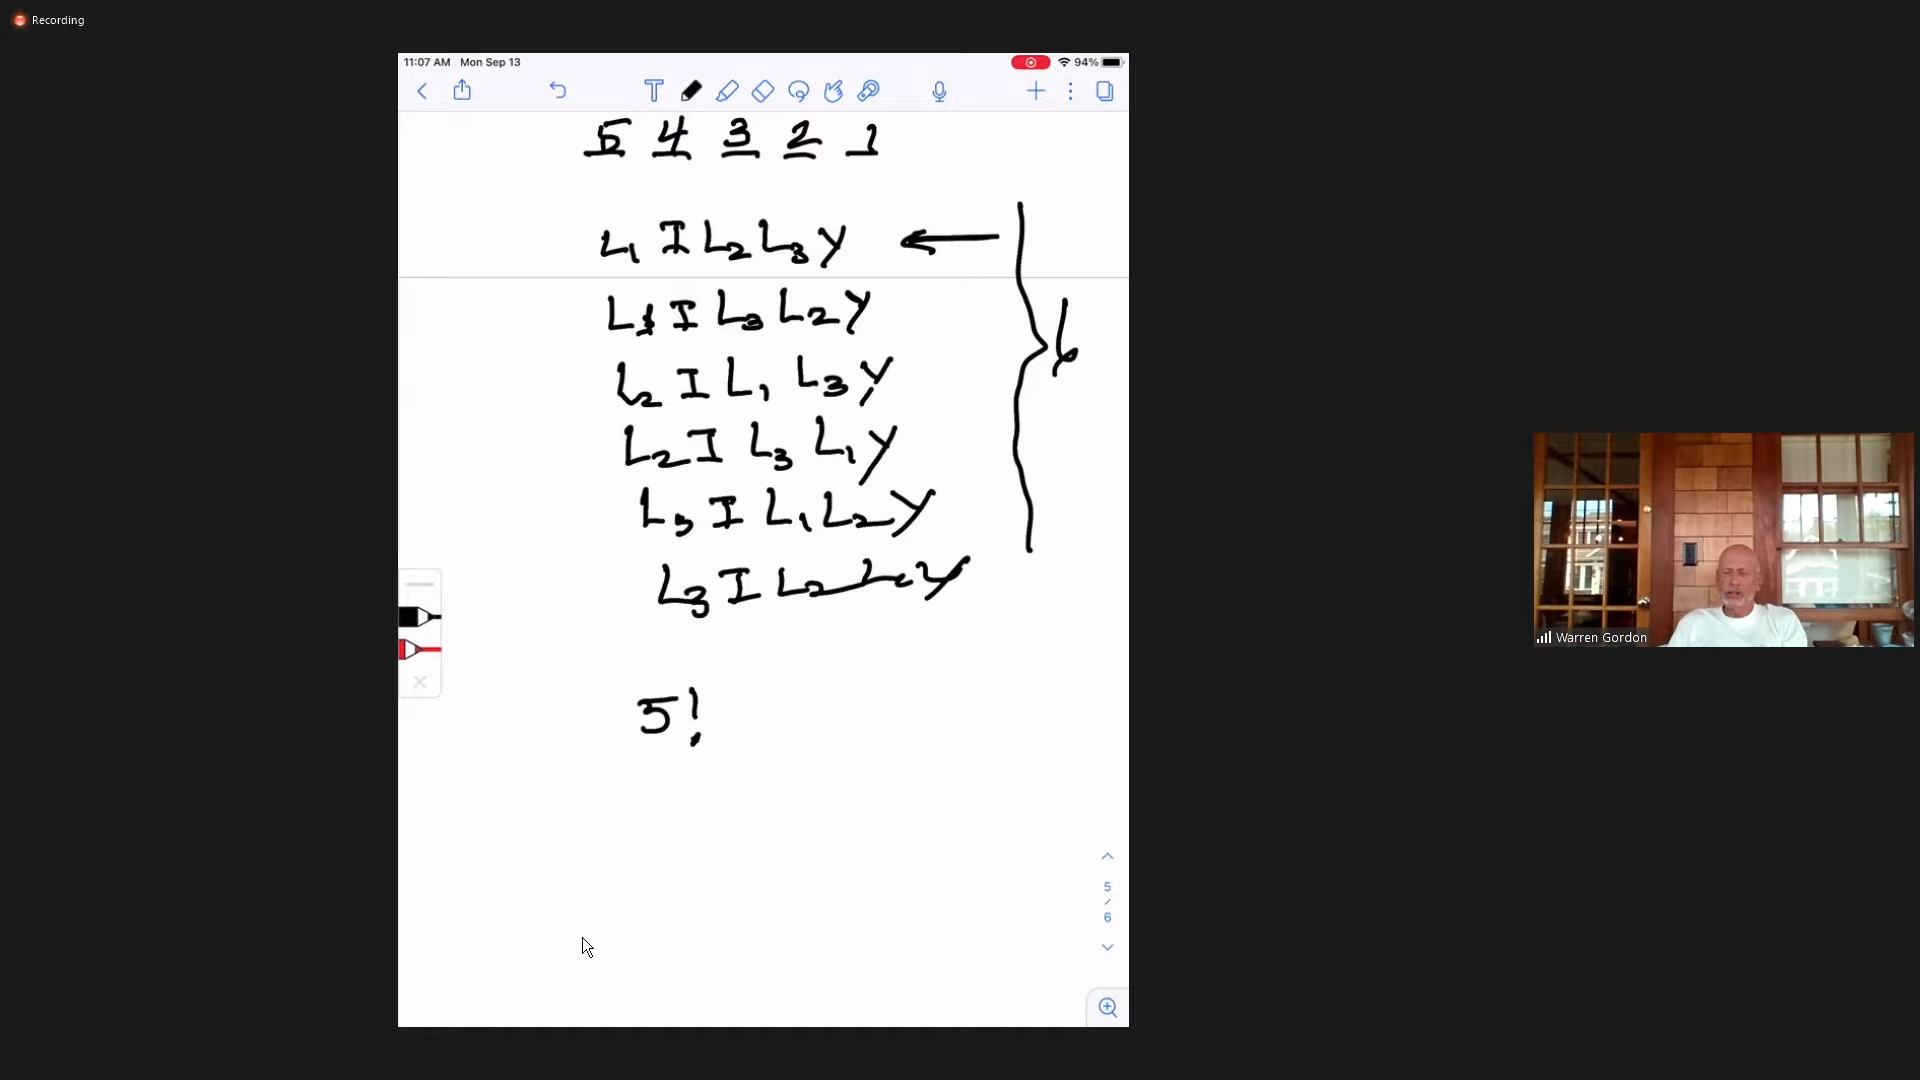 Recording
11:07 AM Mon Sep 13
94%
5 4 3 2 1
L1 I L2 L3 Y
L1 I L3 L2 Y
L2 I L1 L3 Y
L2 I L3 L1 Y
L3 I L1 L2 Y
L3 I L2 L1 Y
6
5!
5
/
6
Warren Gordon